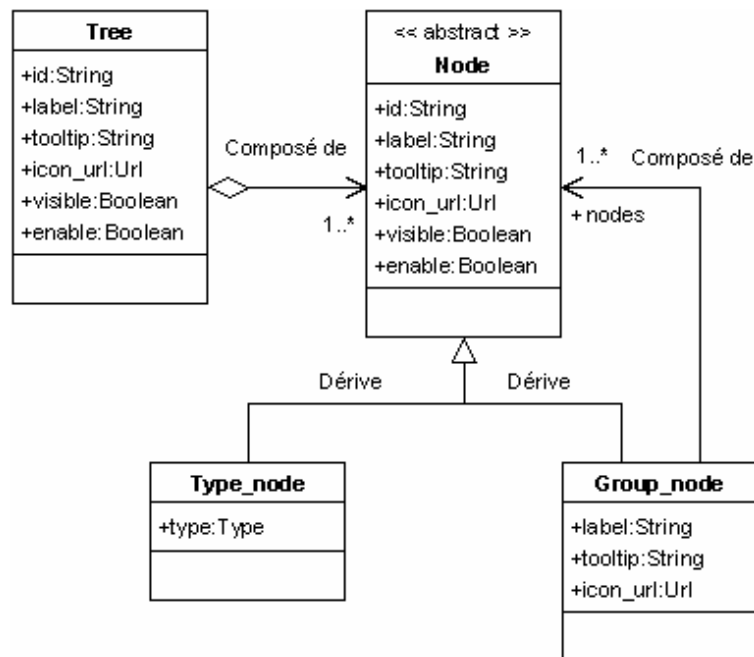 Tree
+id:String
+label:String
+tooltip:String
+icon_url:Url
+visible:Boolean
+enable:Boolean
Composé de
1..*
<< abstract >>
Node
+id:String
+label:String
+tooltip:String
+icon_url:Url
+visible:Boolean
+enable:Boolean
1..*
Composé de
+ nodes
Dérive
Dérive
Type_node
+type:Type
Group_node
+label:String
+tooltip:String
+icon_url:Url